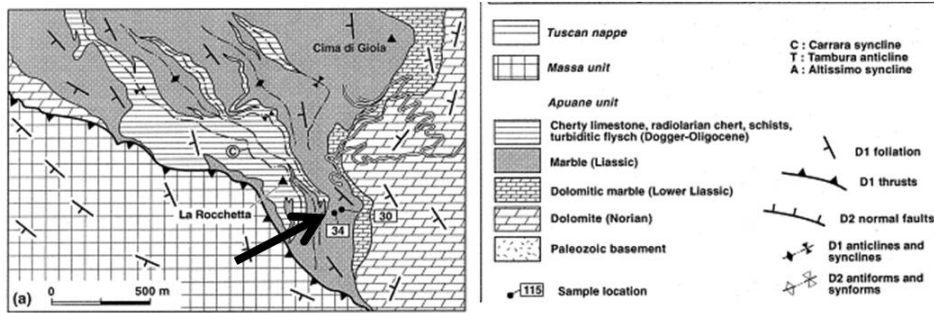 Cima di Gioia
C
La Rocchetta
30
34
(a)
0
500 m
Tuscan nappe
Massa unit
Apuane unit
Cherty limestone, radiolarian chert, schists,
turbiditic flysch (Dogger-Oligocene)
Marble (Liassic)
Dolomitic marble (Lower Liassic)
Dolomite (Norian)
Paleozoic basement
115
Sample location
C : Carrara syncline
T : Tambura anticline
A : Altissimo syncline
D1 foliation
D1 thrusts
D2 normal faults
D1 anticlines and
synclines
D2 antiforms and
synforms